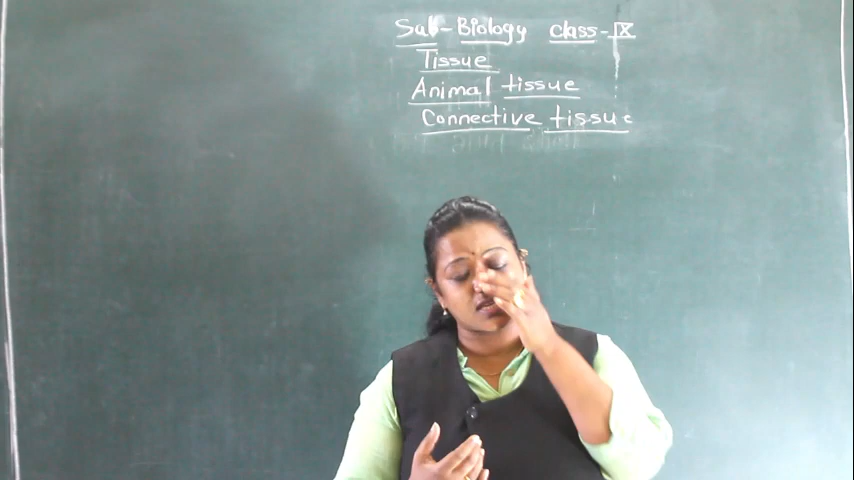 Sub-Biology class-IX
Tissue
Animal tissue
Connective tissue